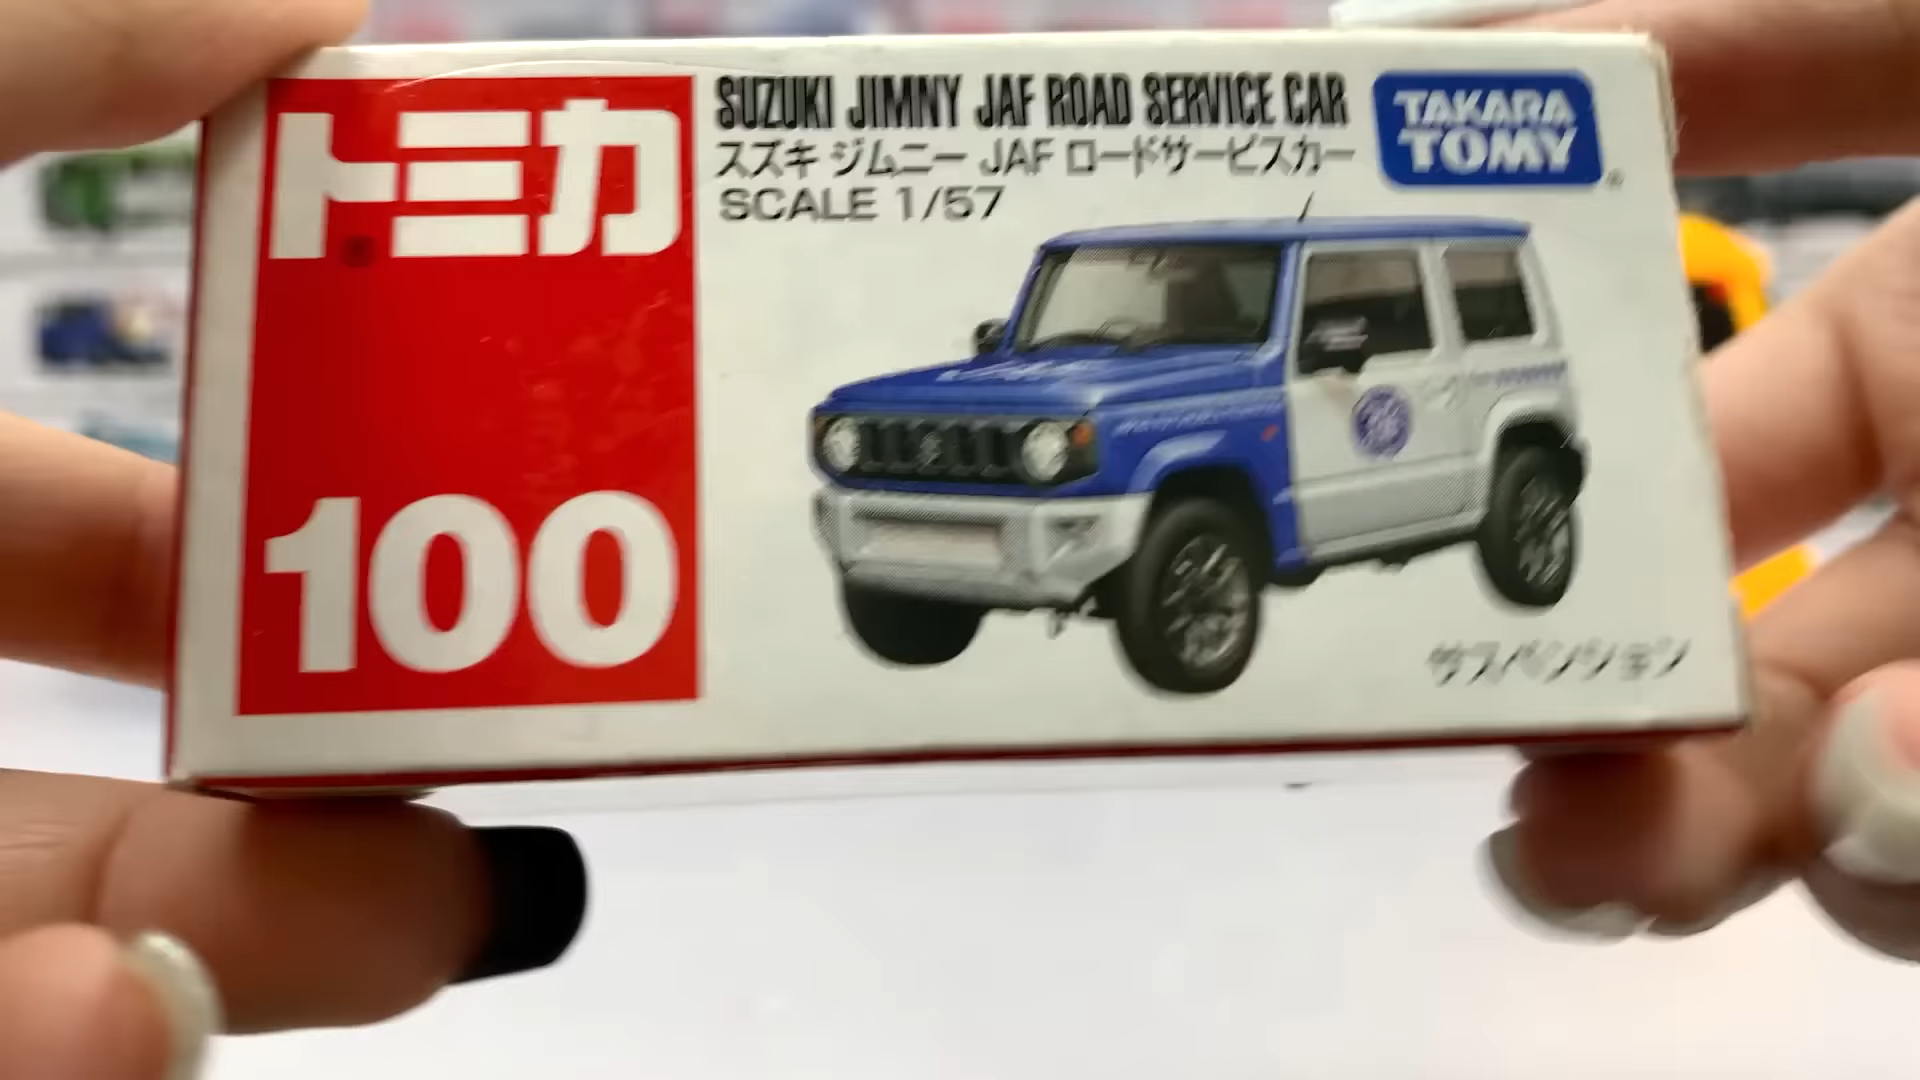 トミカ
100
SUZUKI JIMNY JAF ROAD SERVICE CAR
スズキ ジムニー JAF ロードサービスカー
SCALE 1/57
TAKARA
TOMY
サスペンション